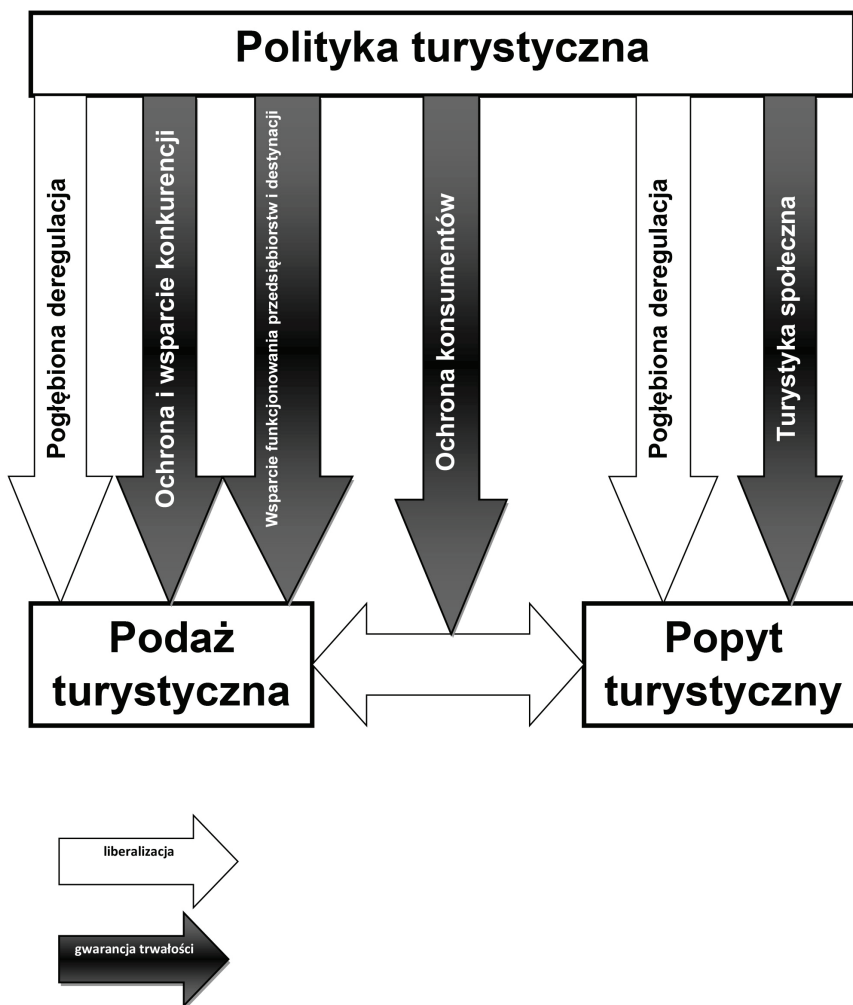 Polityka turystyczna
Pogłębiona deregulacja
Ochrona i wsparcie konkurencji
Wsparcie funkcjonowania przedsiębiorstw i destynacji
Ochrona konsumentów
Pogłębiona deregulacja
Turystyka społeczna
Podaż
turystyczna
Popyt
turystyczny
liberalizacja
gwarancja trwałości